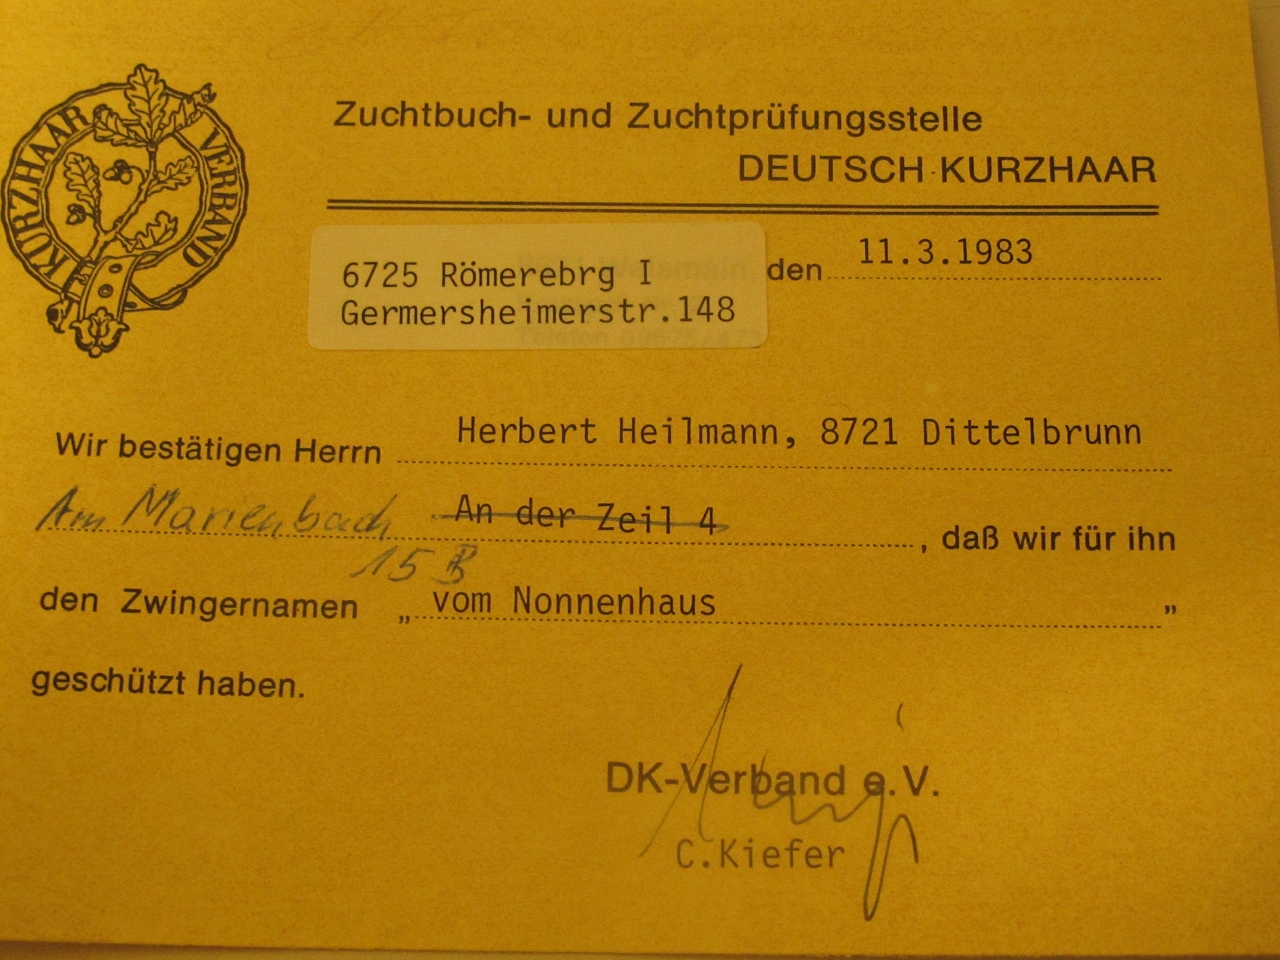 KURZHAAR VERBAND
Zuchtbuch- und Zuchtprüfungsstelle
DEUTSCH KURZHAAR
6725 Römerebrg I
Germersheimerstr.148
den 11.3.1983
Wir bestätigen Herrn Herbert Heilmann, 8721 Dittelbrunn
Am Marienbach An der Zeil 4, daß wir für ihn
15 B
den Zwingernamen „vom Nonnenhaus"
geschützt haben.
DK-Verband e.V.
C.Kiefer